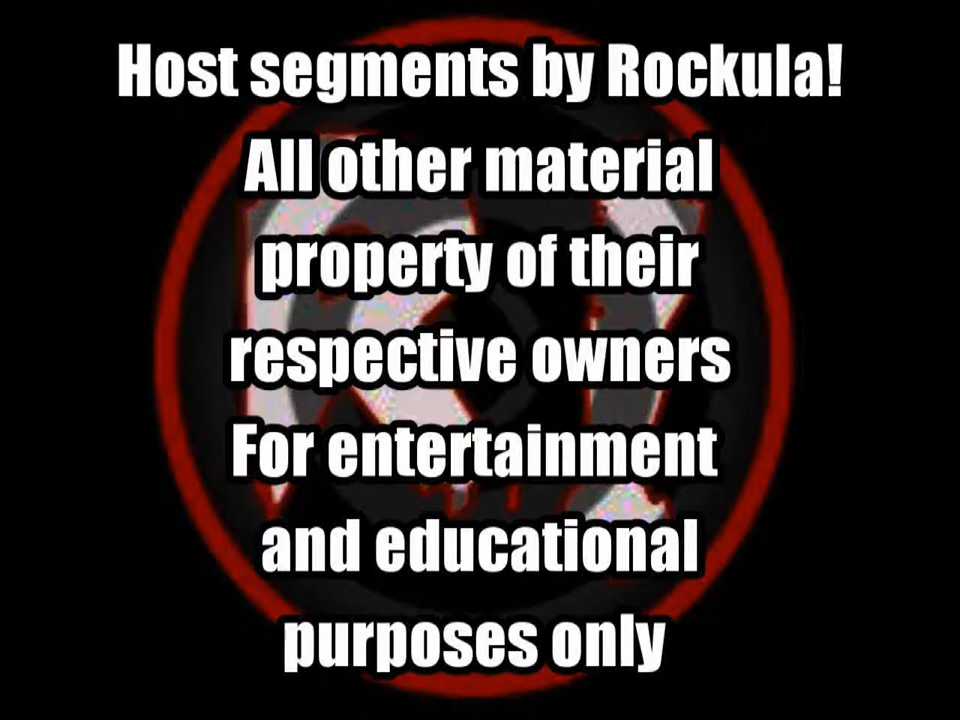 Host segments by Rockula!
All other material
property of their
respective owners
For entertainment
and educational
purposes only